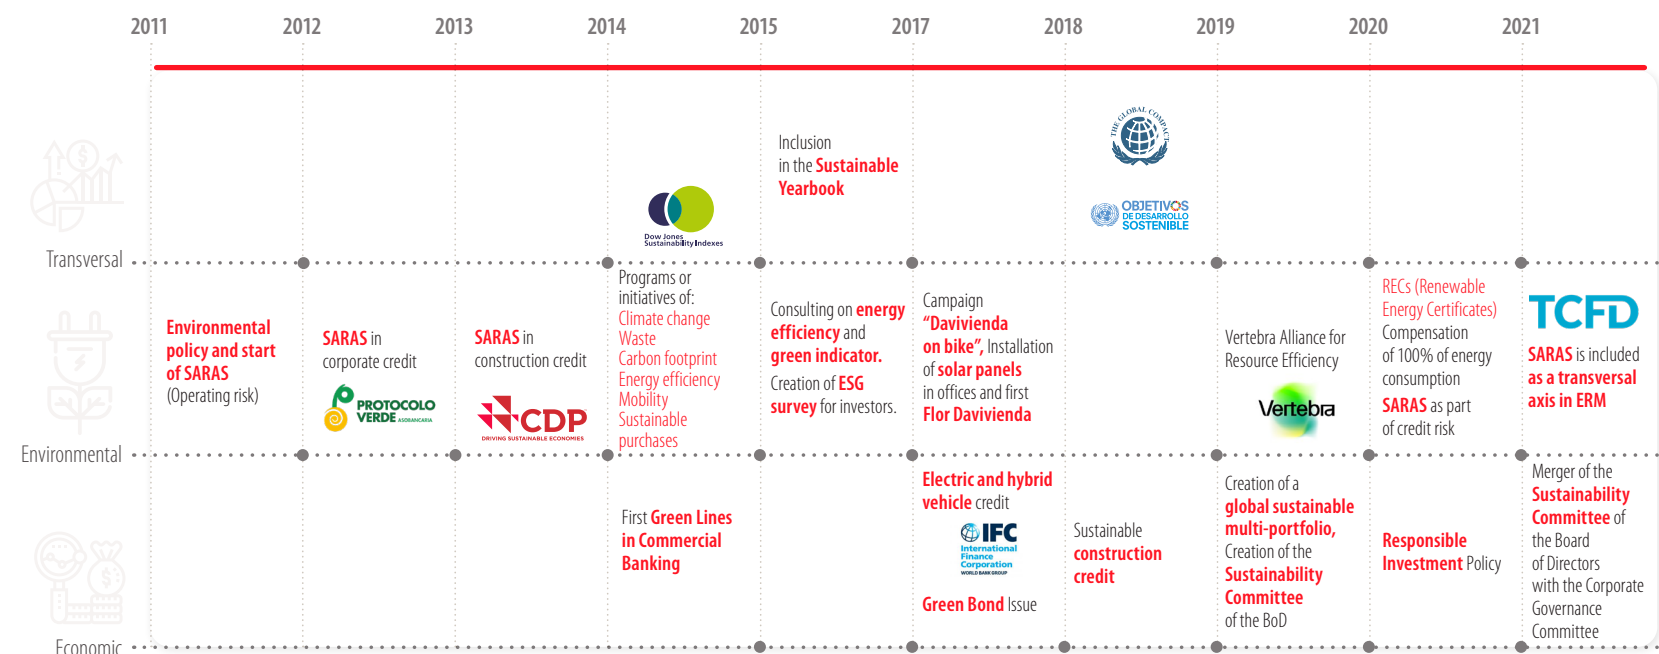 2011 2012 2013 2014 2015 2017 2018 2019 2020 2021
Transversal
Dow Jones
Sustainability Indexes
Inclusion
in the Sustainable
Yearbook
THE GLOBAL COMPACT
OBJETIVOS
DE DESARROLLO
SOSTENIBLE
Environmental
Environmental
policy and start
of SARAS
(Operating risk)
SARAS in
corporate credit
PROTOCOLO
VERDE ASOBANCARIA
SARAS in
construction credit
CDP
DRIVING SUSTAINABLE ECONOMIES
Programs or
initiatives of:
Climate change
Waste
Carbon footprint
Energy efficiency
Mobility
Sustainable
purchases
Consulting on energy
efficiency and
green indicator.
Creation of ESG
survey for investors.
Campaign
“Davivienda
on bike”, Installation
of solar panels
in offices and first
Flor Davivienda
Vertebra Alliance for
Resource Efficiency
Vertebra
RECs (Renewable
Energy Certificates)
Compensation
of 100% of energy
consumption
SARAS as part
of credit risk
TCFD
SARAS is included
as a transversal
axis in ERM
Economic
First Green Lines
in Commercial
Banking
Electric and hybrid
vehicle credit
IFC
International
Finance
Corporation
WORLD BANK GROUP
Green Bond Issue
Sustainable
construction
credit
Creation of a
global sustainable
multi-portfolio,
Creation of the
Sustainability
Committee
of the BoD
Responsible
Investment Policy
Merger of the
Sustainability
Committee of
the Board
of Directors
with the Corporate
Governance
Committee